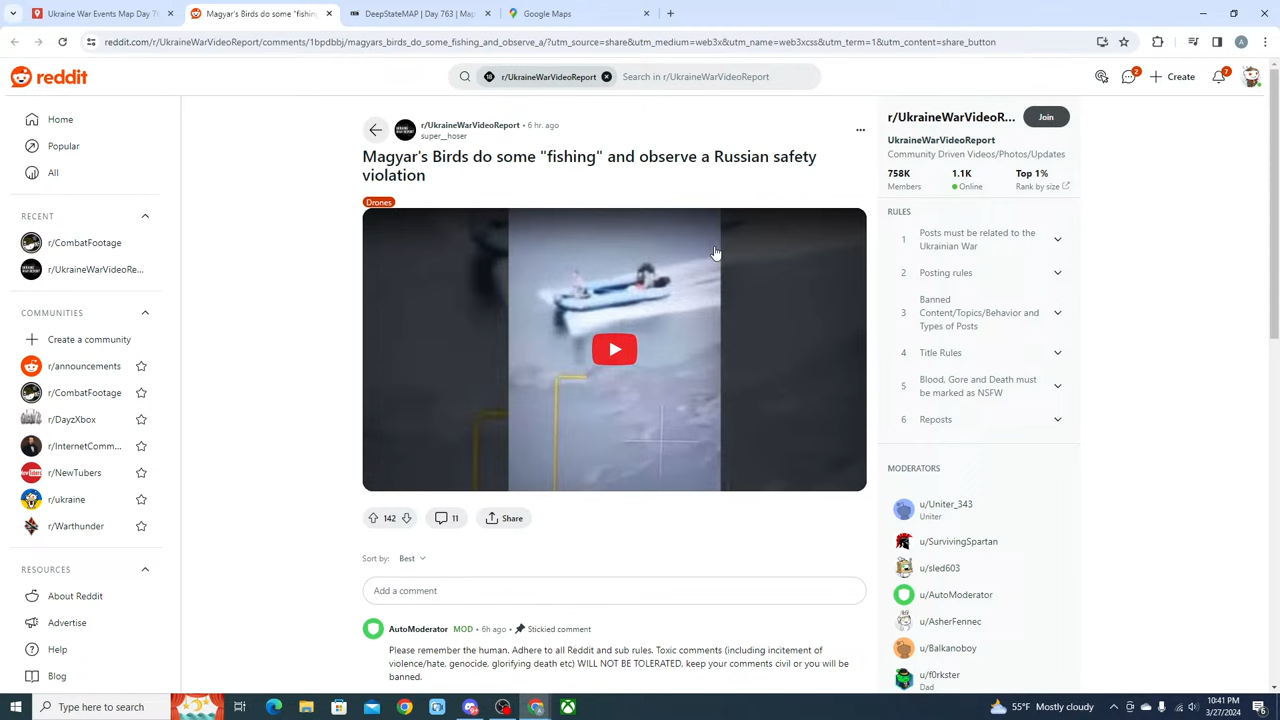 Ukraine War Events Map Day 7
Magyar's Birds do some "fishing
DeepStateMAP | Day 763 | Map
Google Maps
reddit.com/r/UkraineWarVideoReport/comments/1bpdbbj/magyars_birds_do_some_fishing_and_observe_a/?utm_source=share&utm_medium=web3x&utm_name=web3xcss&utm_term=1&utm_content=share_button
reddit
r/UkraineWarVideoReport
Search in r/UkraineWarVideoReport
2
Create
7
Home
Popular
All
RECENT
r/CombatFootage
r/UkraineWarVideoRe...
COMMUNITIES
Create a community
r/announcements
r/CombatFootage
r/DayzXbox
r/InternetComm...
r/NewTubers
r/ukraine
r/Warthunder
RESOURCES
About Reddit
Advertise
Help
Blog
r/UkraineWarVideoReport • 6 hr. ago
super__hoser
Magyar's Birds do some "fishing" and observe a Russian safety
violation
Drones
142
11
Share
Sort by: Best
Add a comment
AutoModerator MOD • 6h ago • Stickied comment
Please remember the human. Adhere to all Reddit and sub rules. Toxic comments (including incitement of
violence/hate, genocide, glorifying death etc) WILL NOT BE TOLERATED, keep your comments civil or you will be
banned.
r/UkraineWarVideoR...
Join
UkraineWarVideoReport
Community Driven Videos/Photos/Updates
758K 1.1K Top 1%
Members Online Rank by size
RULES
1 Posts must be related to the
Ukrainian War
2 Posting rules
3 Banned
Content/Topics/Behavior and
Types of Posts
4 Title Rules
5 Blood, Gore and Death must
be marked as NSFW
6 Reposts
MODERATORS
u/Uniter_343
Uniter
u/SurvivingSpartan
u/sled603
u/AutoModerator
u/AsherFennec
u/Balkanoboy
u/f0rkster
Dad
Type here to search
55°F Mostly cloudy
10:41 PM
3/27/2024
6